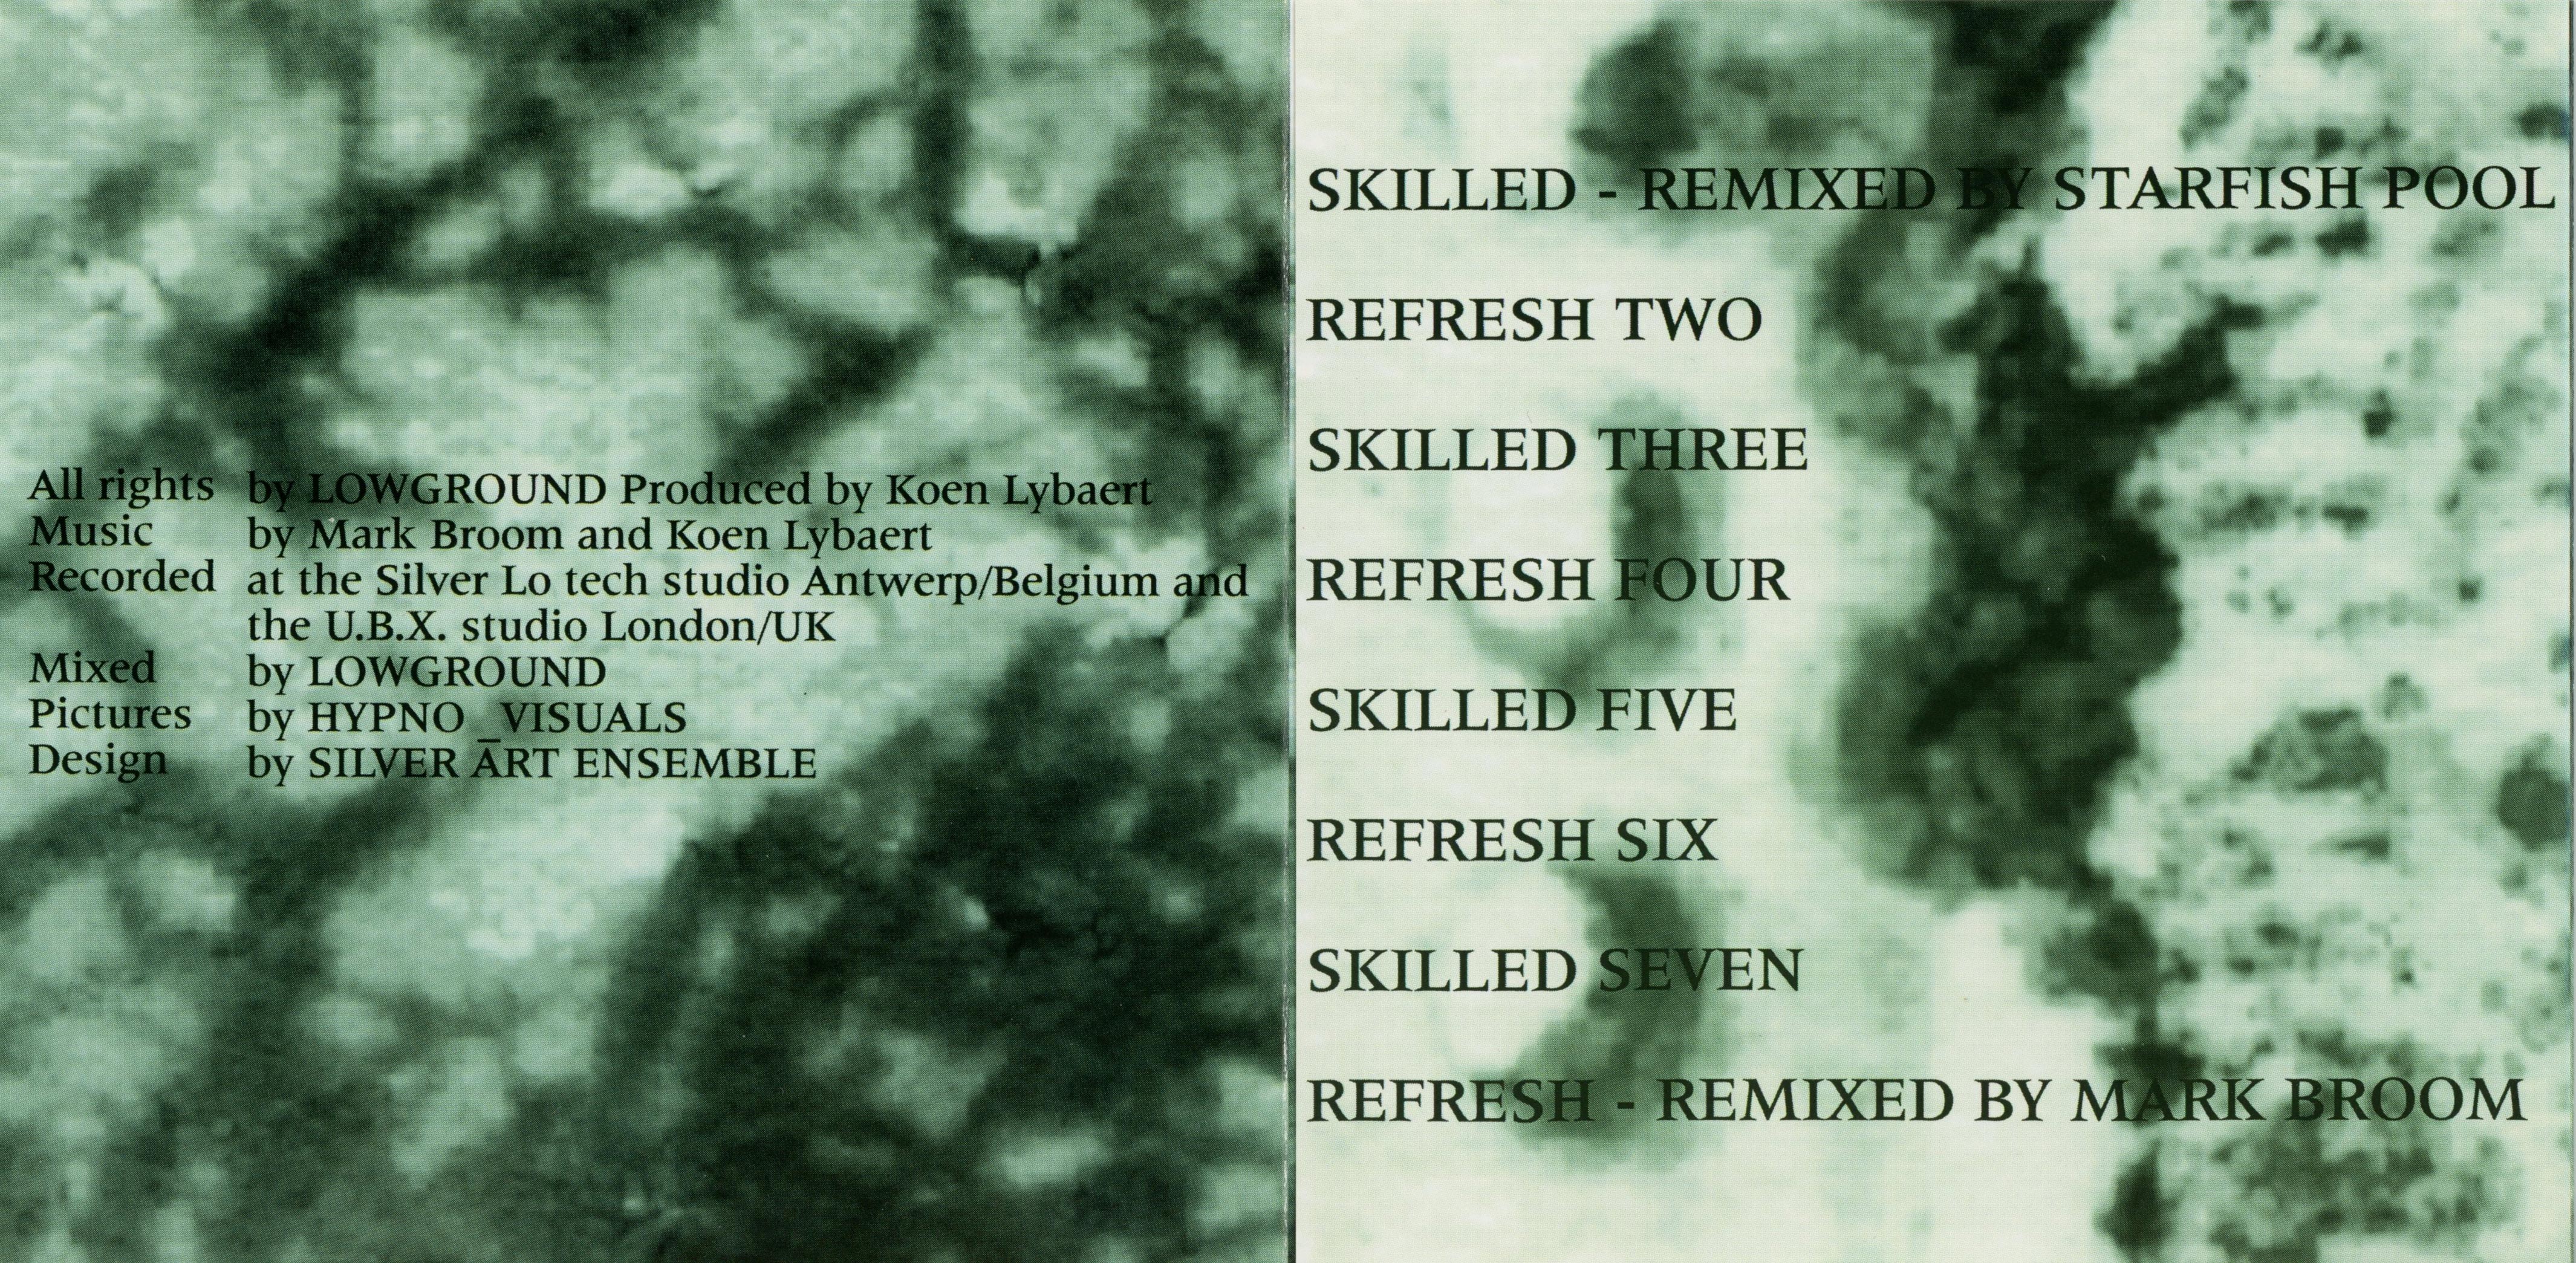 All rights by LOWGROUND Produced by Koen Lybaert
Music by Mark Broom and Koen Lybaert
Recorded at the Silver Lo tech studio Antwerp/Belgium and
the U.B.X. studio London/UK
Mixed by LOWGROUND
Pictures by HYPNO_VISUALS
Design by SILVER ART ENSEMBLE
SKILLED - REMIXED BY STARFISH POOL
REFRESH TWO
SKILLED THREE
REFRESH FOUR
SKILLED FIVE
REFRESH SIX
SKILLED SEVEN
REFRESH - REMIXED BY MARK BROOM